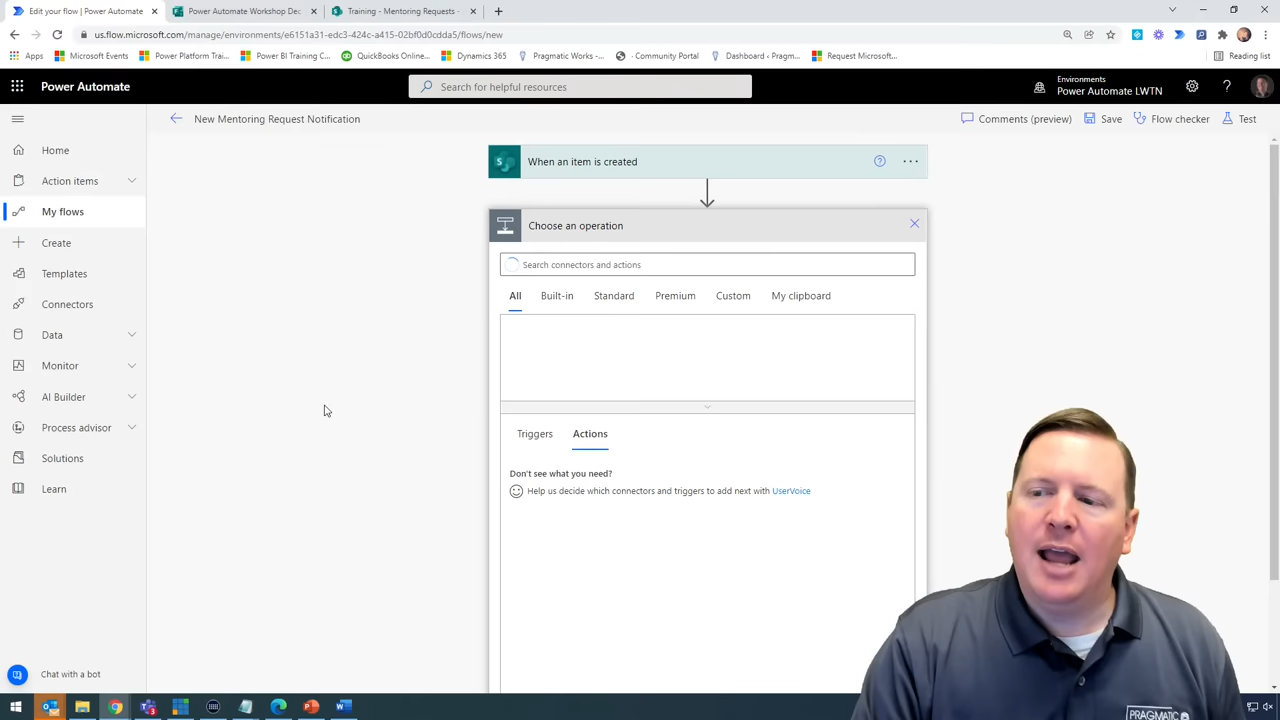 Edit your flow | Power Automate
Power Automate Workshop Dec
Training - Mentoring Requests -
us.flow.microsoft.com/manage/environments/e6151a31-edc3-424c-a415-02bf0d0cdda5/flows/new
Apps
Microsoft Events
Power Platform Trai...
Power BI Training C...
QuickBooks Onlin...
Dynamics 365
Pragmatic Works -...
· Community Portal
Dashboard ‹ Pragm...
Request Microsoft...
Reading list
Power Automate
Search for helpful resources
Environments
Power Automate LWTN
New Mentoring Request Notification
Comments (preview)
Save
Flow checker
Test
Home
Action items
My flows
Create
Templates
Connectors
Data
Monitor
AI Builder
Process advisor
Solutions
Learn
Chat with a bot
When an item is created
Choose an operation
Search connectors and actions
All
Built-in
Standard
Premium
Custom
My clipboard
Triggers
Actions
Don't see what you need?
Help us decide which connectors and triggers to add next with UserVoice
PRAGMATIC